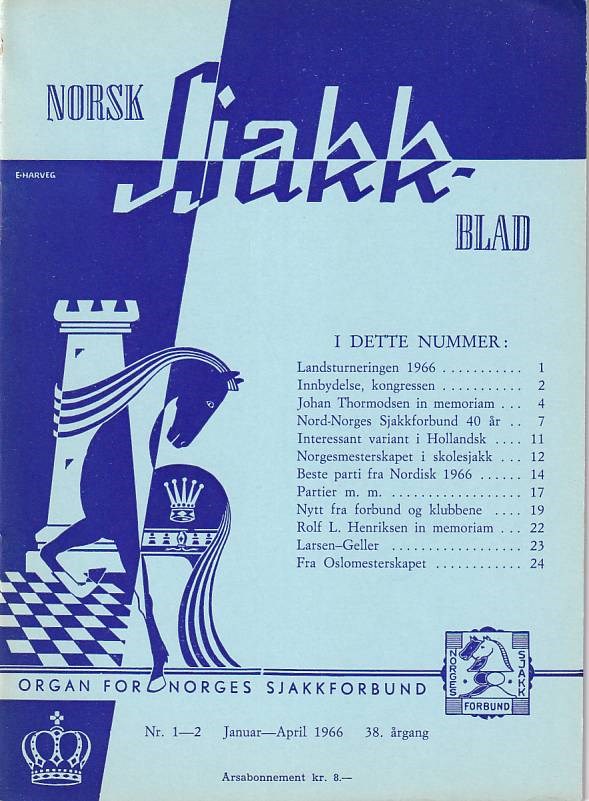 NORSK
Sjakk-
BLAD
E·HARVEG
I DETTE NUMMER:
Landsturneringen 1966 ........... 1
Innbydelse, kongressen ........... 2
Johan Thormodsen in memoriam ... 4
Nord-Norges Sjakkforbund 40 år .. 7
Interessant variant i Hollandsk .... 11
Norgesmesterskapet i skolesjakk ... 12
Beste parti fra Nordisk 1966 ...... 14
Partier m. m. .................. 17
Nytt fra forbund og klubbene .... 19
Rolf L. Henriksen in memoriam ... 22
Larsen–Geller .................. 23
Fra Oslomesterskapet ............ 24
NORGES
SJAKK
FORBUND
ORGAN FOR NORGES SJAKKFORBUND
Nr. 1—2 Januar—April 1966 38. årgang
Arsabonnement kr. 8.—